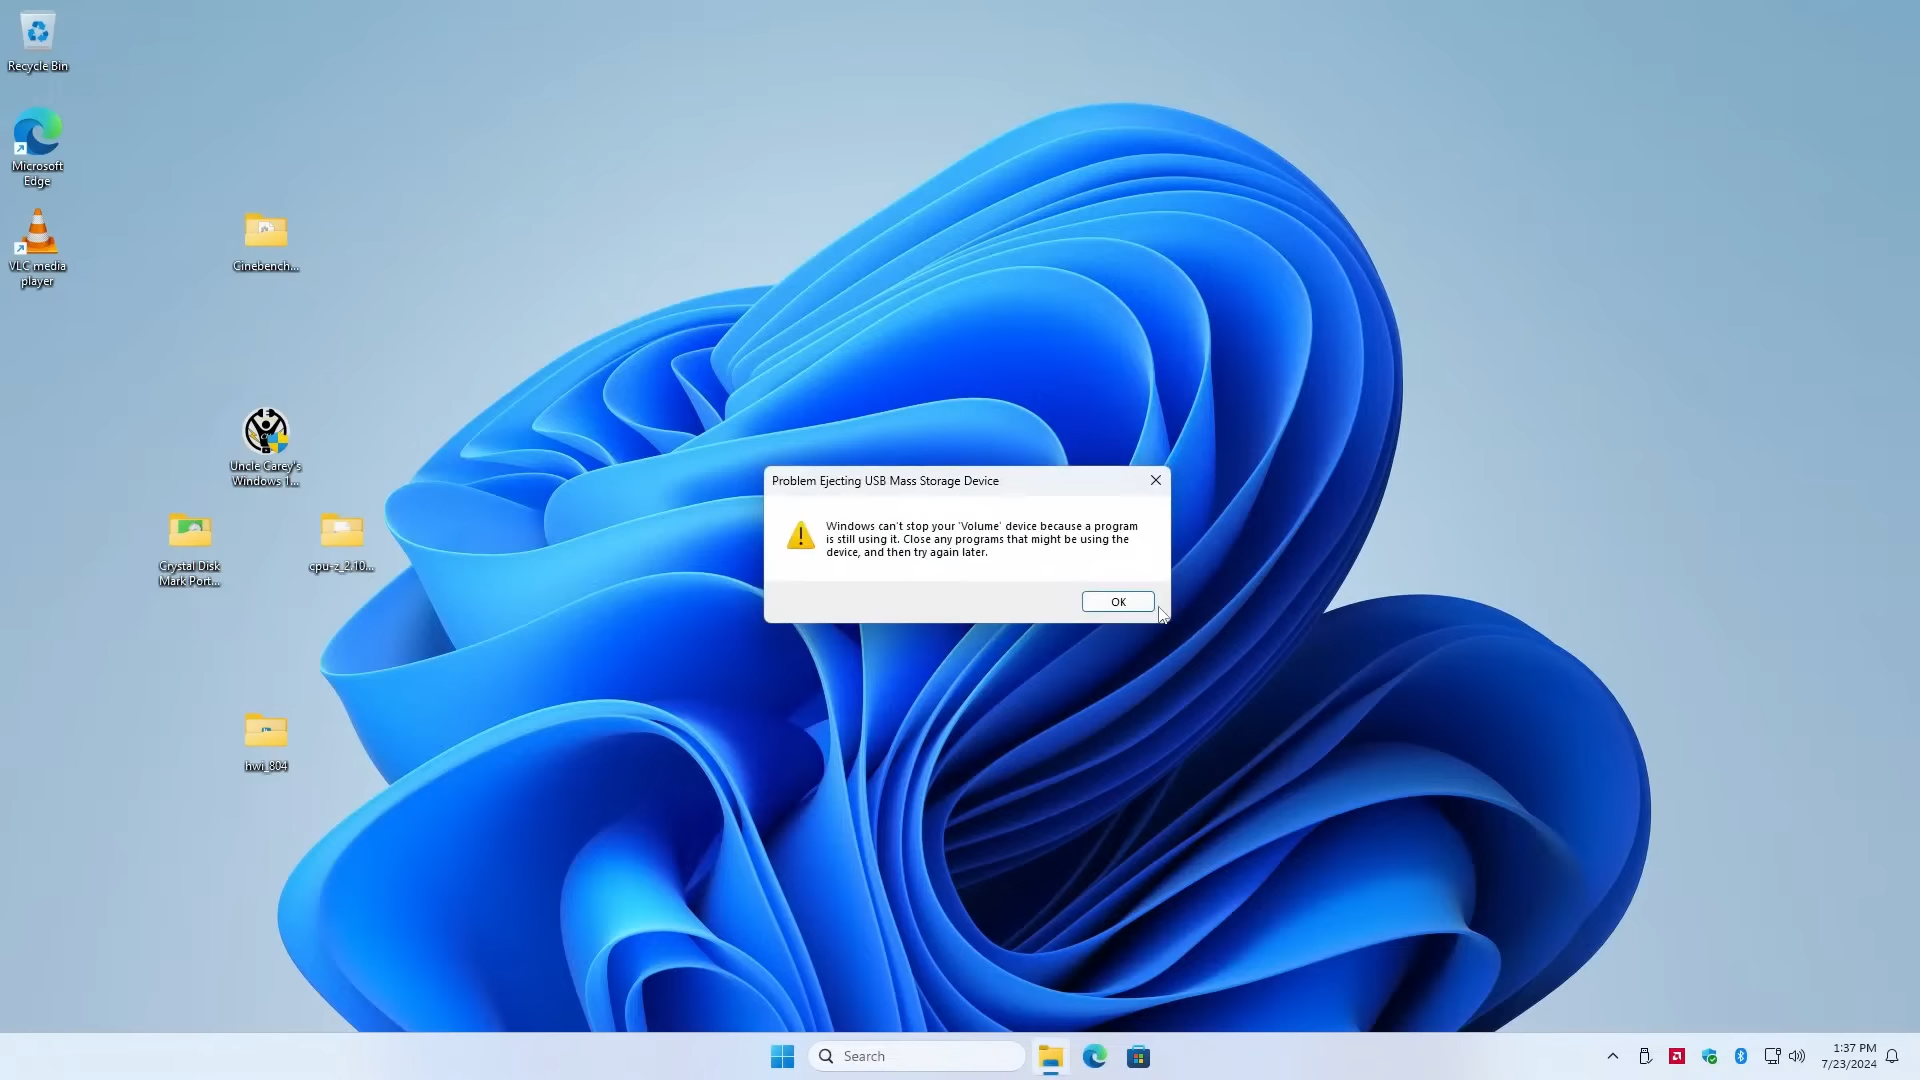 Recycle Bin
Microsoft
Edge
VLC media
player
Cinebench...
Uncle Carey's
Windows 1...
Crystal Disk
Mark Port...
cpu-z_2.10...
hwi_804
Problem Ejecting USB Mass Storage Device
Windows can't stop your 'Volume' device because a program
is still using it. Close any programs that might be using the
device, and then try again later.
OK
Search
1:37 PM
7/23/2024